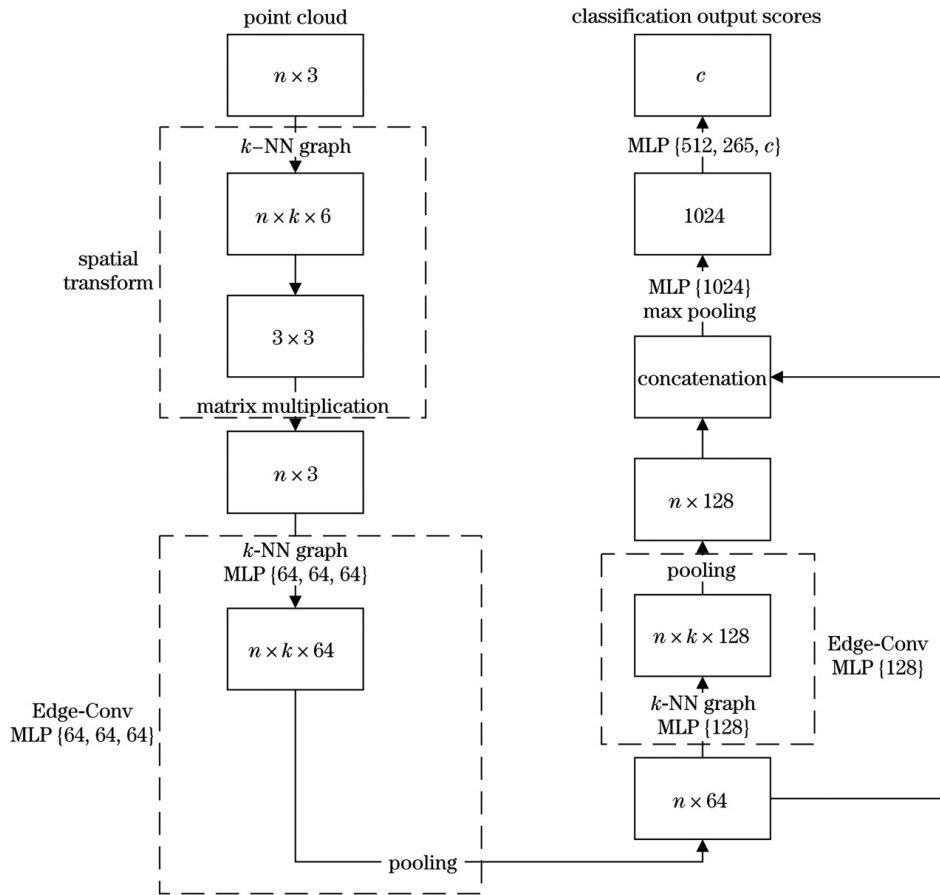 point cloud
n × 3
k–NN graph
n × k × 6
spatial
transform
3 × 3
matrix multiplication
n × 3
k-NN graph
MLP {64, 64, 64}
n × k × 64
Edge-Conv
MLP {64, 64, 64}
pooling
classification output scores
c
MLP {512, 265, c}
1024
MLP {1024}
max pooling
concatenation
n × 128
pooling
n × k × 128
Edge-Conv
MLP {128}
k-NN graph
MLP {128}
n × 64